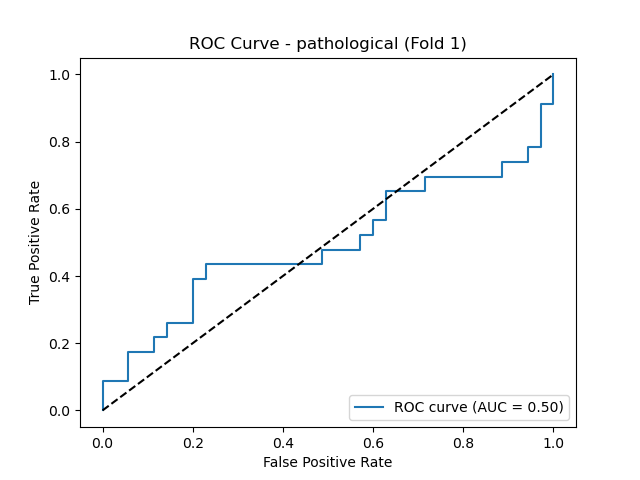 ROC Curve - pathological (Fold 1)
1.0
0.8
0.6
0.4
0.2
0.0
True Positive Rate
ROC curve (AUC = 0.50)
0.0 0.2 0.4 0.6 0.8 1.0
False Positive Rate